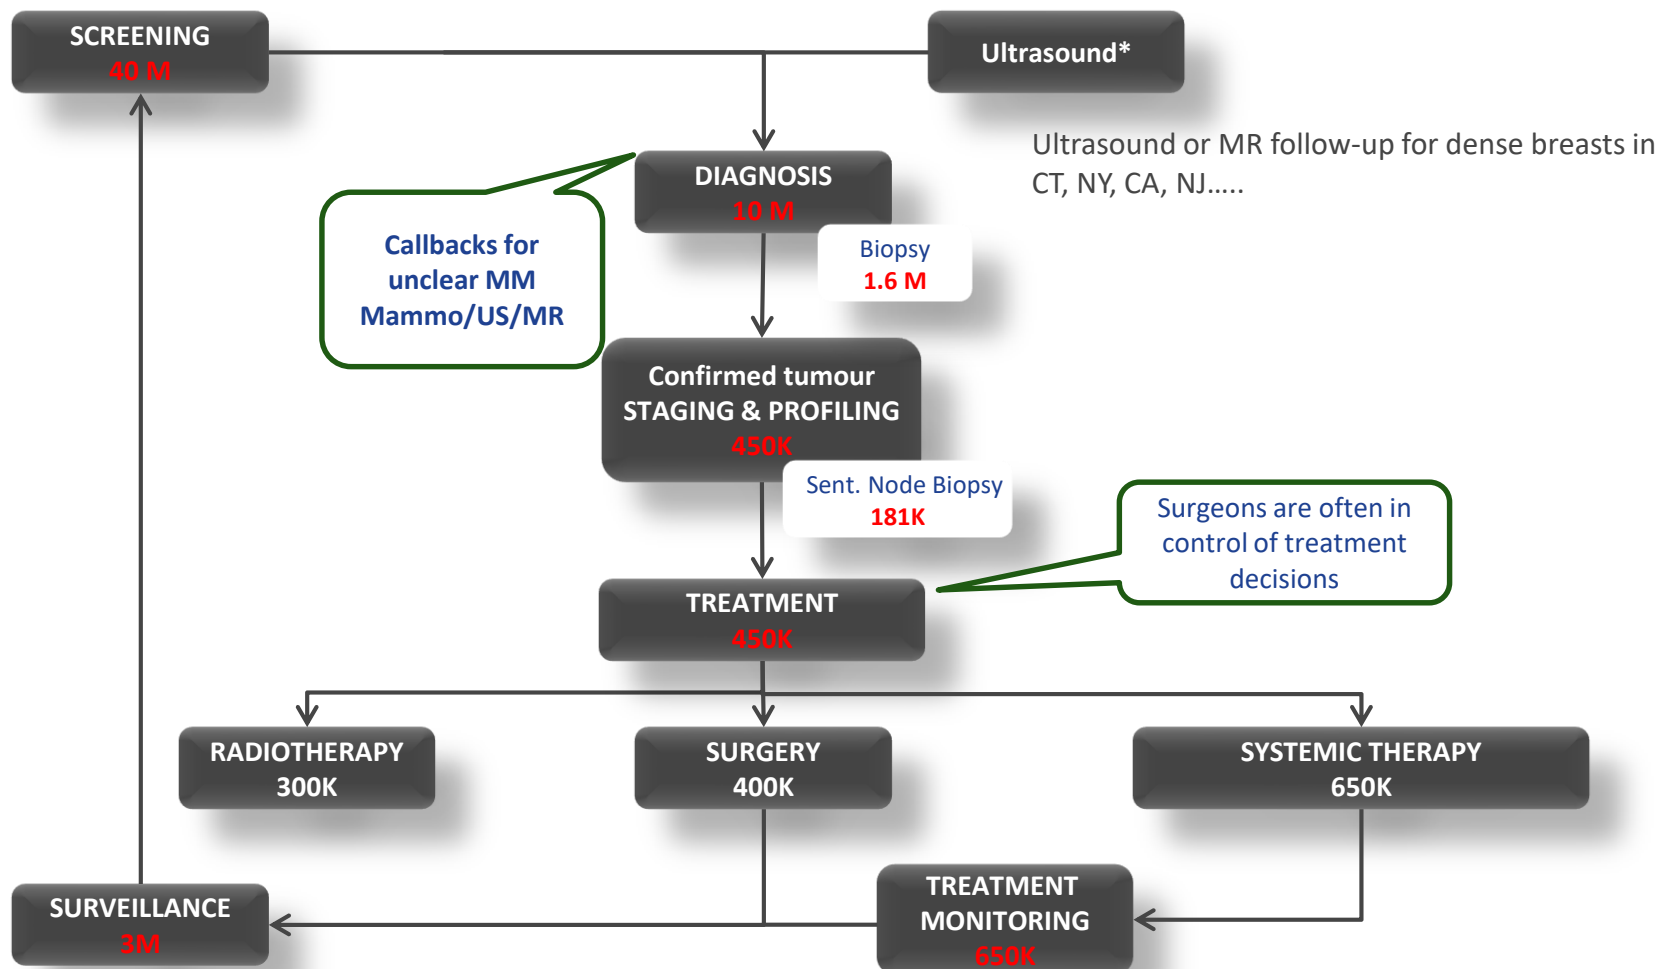 SCREENING
40 M
Ultrasound*
Ultrasound or MR follow-up for dense breasts in
CT, NY, CA, NJ.....
DIAGNOSIS
10 M
Callbacks for
unclear MM
Mammo/US/MR
Biopsy
1.6 M
Confirmed tumour
STAGING & PROFILING
450K
Sent. Node Biopsy
181K
Surgeons are often in
control of treatment
decisions
TREATMENT
450K
RADIOTHERAPY
300K
SURGERY
400K
SYSTEMIC THERAPY
650K
TREATMENT
MONITORING
650K
SURVEILLANCE
3M